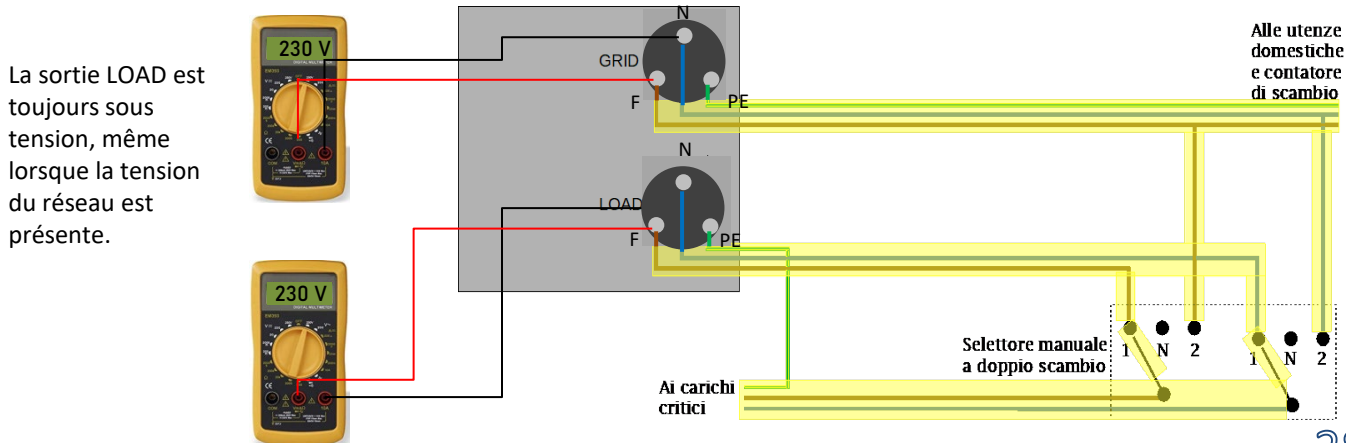 La sortie LOAD est
toujours sous
tension, même
lorsque la tension
du réseau est
présente.
230 V
230 V
N
GRID
F
PE
N
LOAD
F
PE
Alle utenze
domestiche
e contatore
di scambio
Selettore manuale
a doppio scambio
1 N 2
1 N 2
Ai carichi
critici